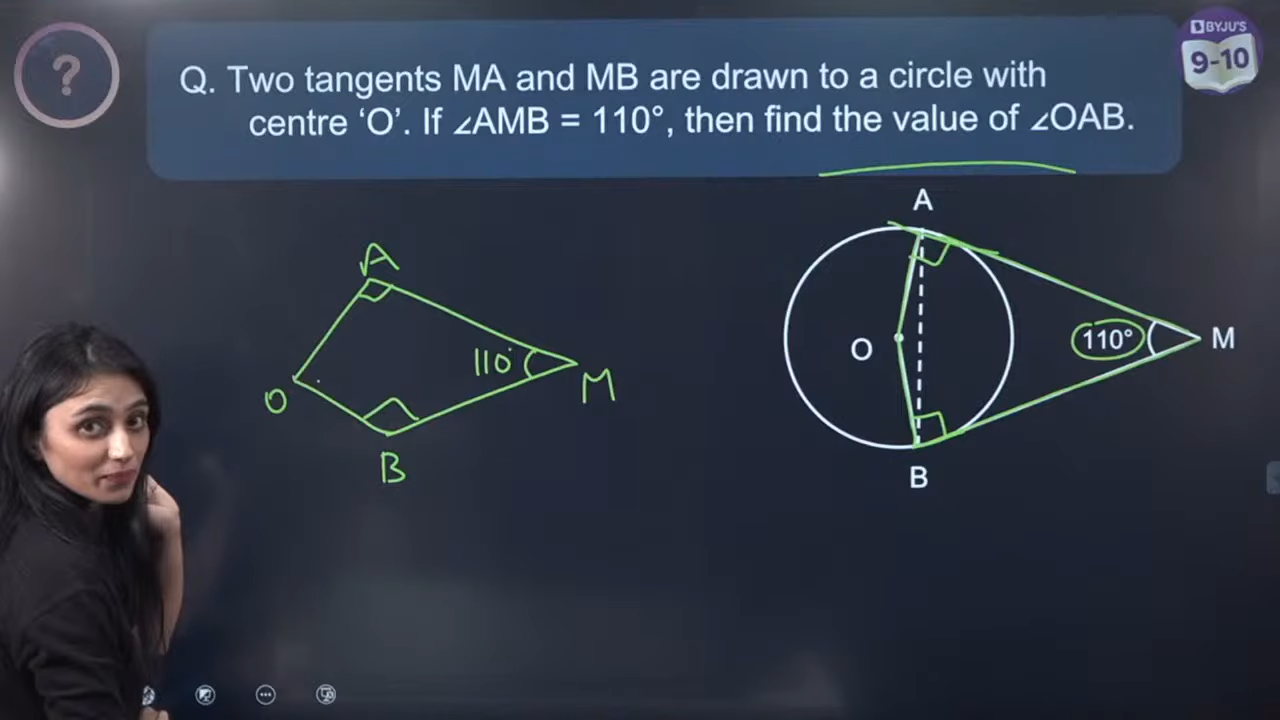 ?
BYJU'S
9-10
Q. Two tangents MA and MB are drawn to a circle with
centre ‘O’. If ∠AMB = 110°, then find the value of ∠OAB.
A
110°
O
M
B
A
O
110°
M
B